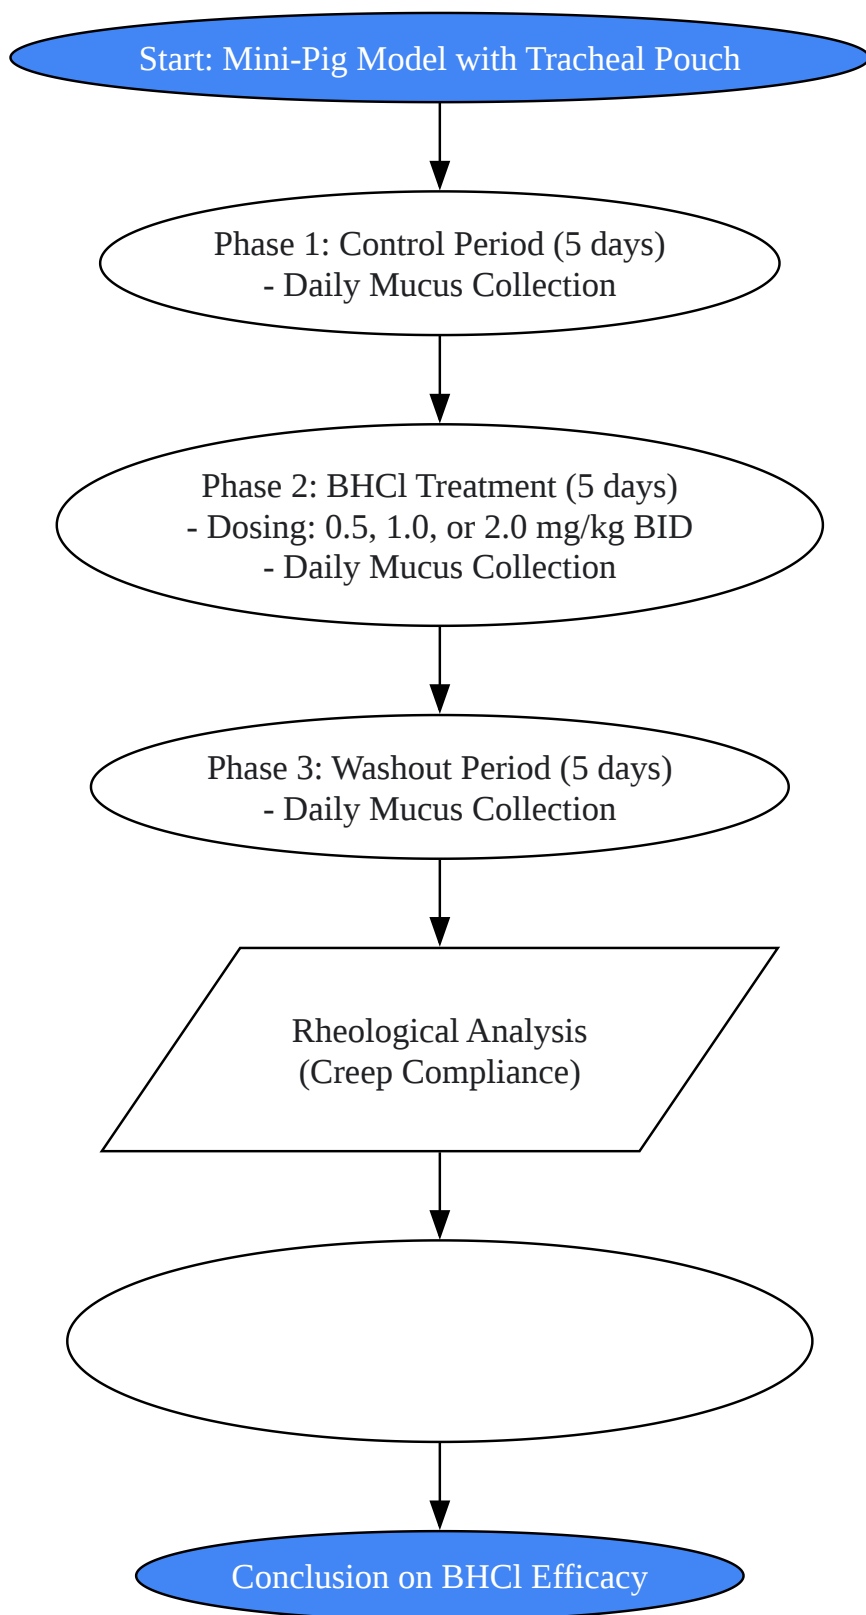 Start: Mini-Pig Model with Tracheal Pouch
Phase 1: Control Period (5 days)
- Daily Mucus Collection
Phase 2: BHCl Treatment (5 days)
- Dosing: 0.5, 1.0, or 2.0 mg/kg BID
- Daily Mucus Collection
Phase 3: Washout Period (5 days)
- Daily Mucus Collection
Rheological Analysis
(Creep Compliance)
Conclusion on BHCl Efficacy